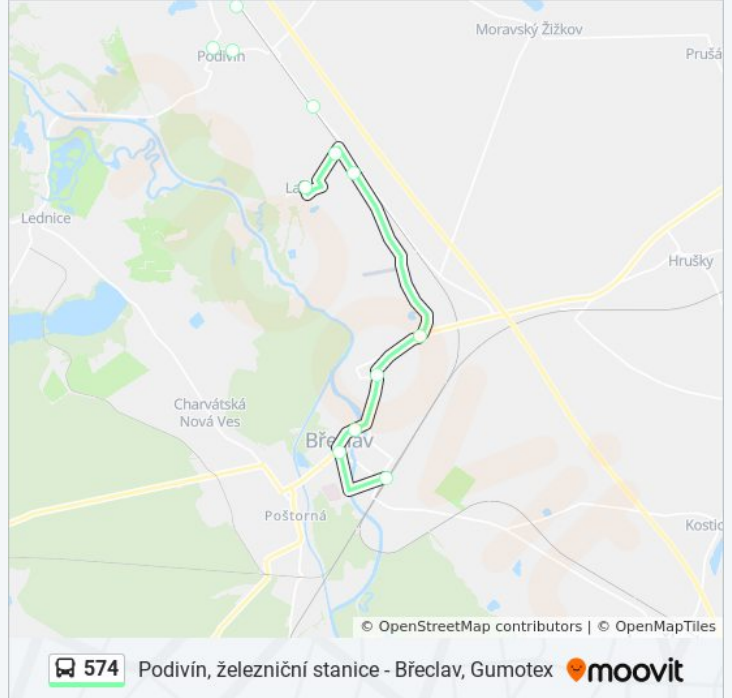 Moravský Žižkov
Podivín
Prušá
La
Lednice
Hrušky
Charvátská
Nová Ves
Břeclav
Poštorná
Kostic
© OpenStreetMap contributors | © OpenMapTiles
574 Podivín, železniční stanice - Břeclav, Gumotex moovit